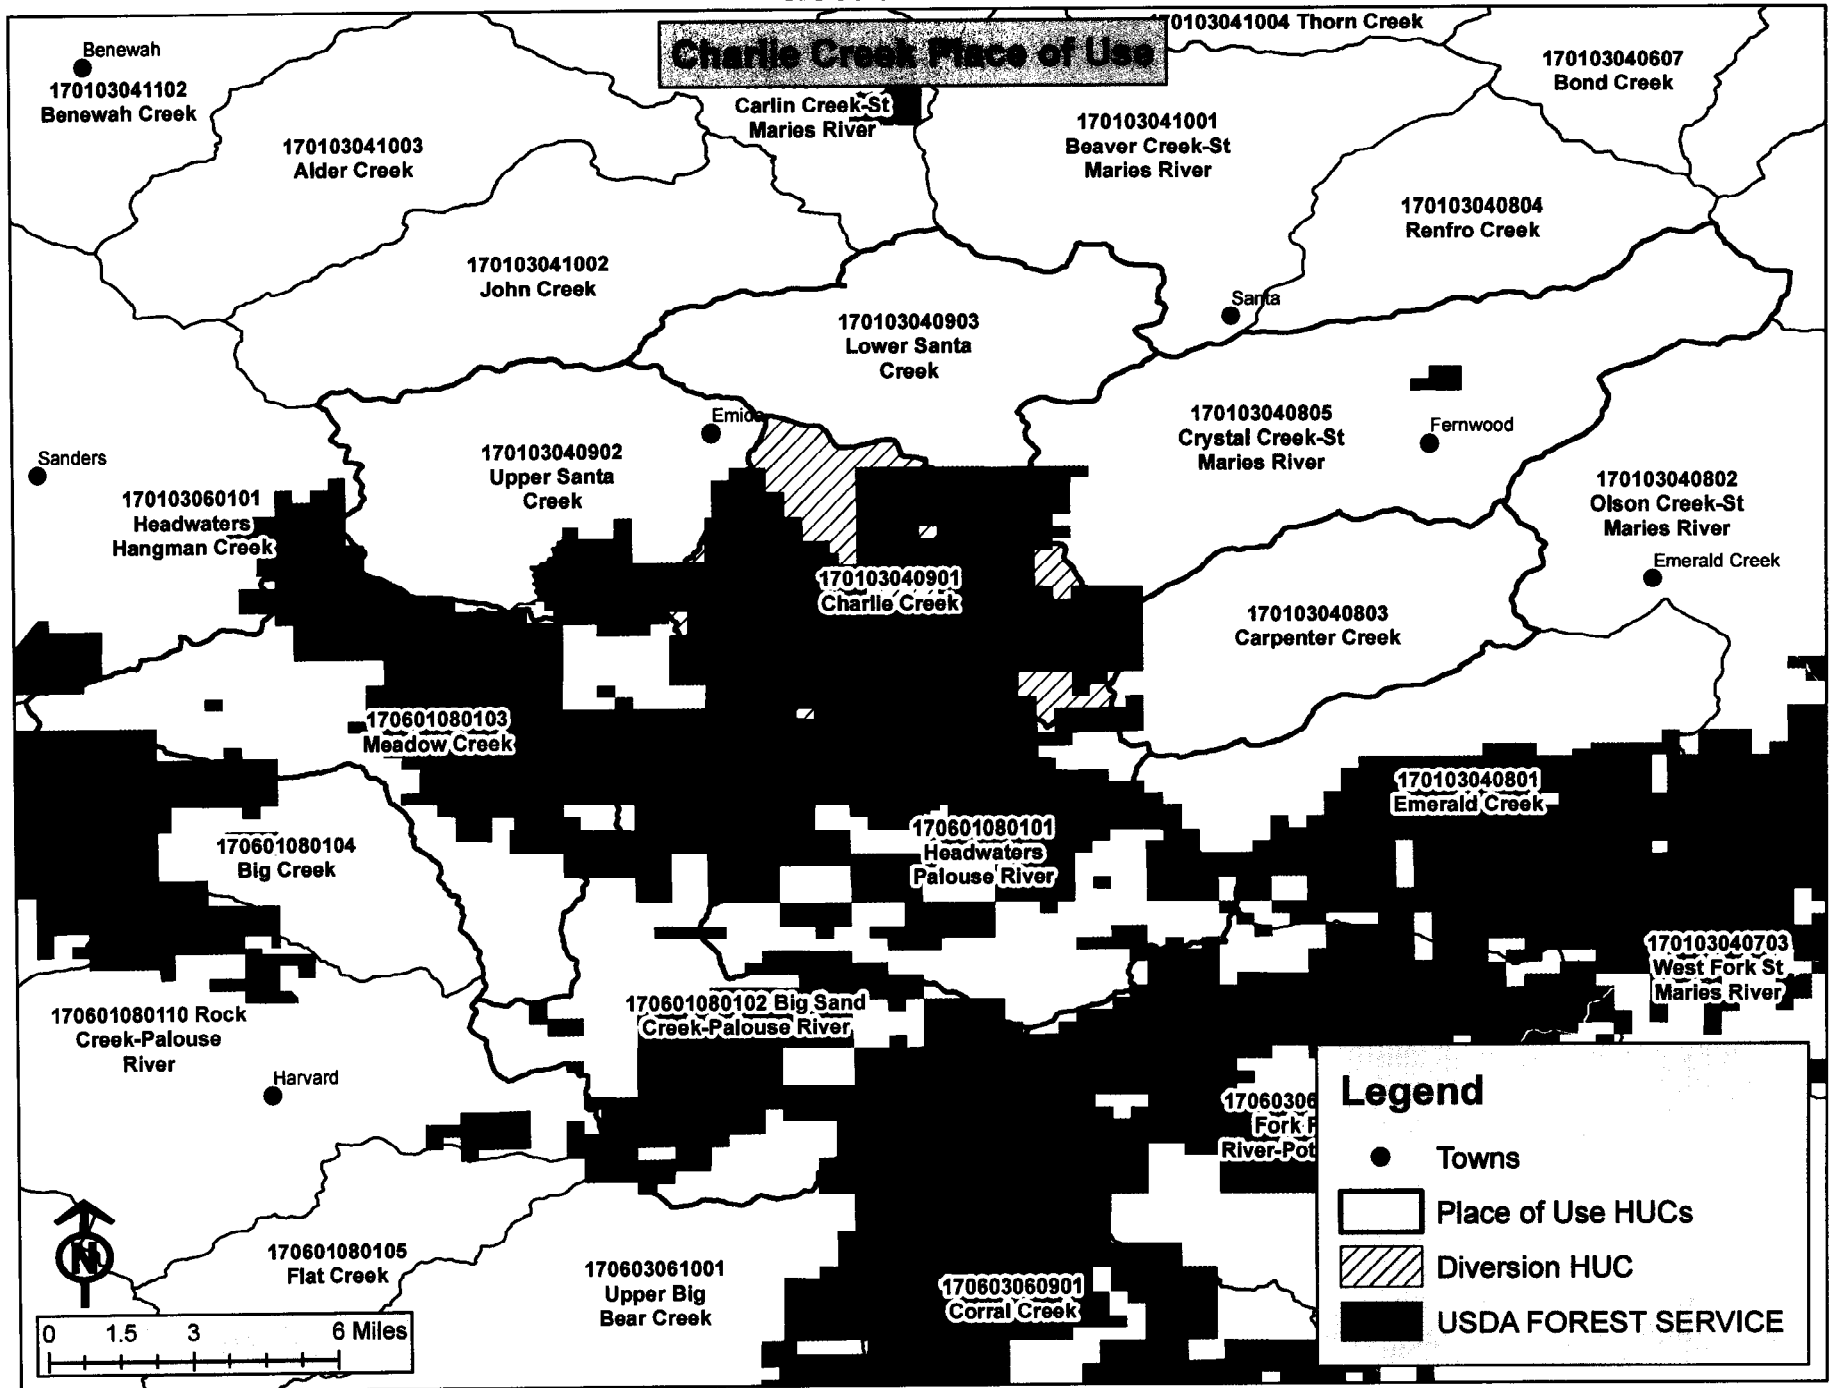 Charlie Creek Place of Use
170103041004 Thorn Creek
Benewah
170103041102
Benewah Creek
170103040607
Bond Creek
Carlin Creek-St
Maries River
170103041001
Beaver Creek-St
Maries River
170103041003
Alder Creek
170103040804
Renfro Creek
170103041002
John Creek
Santa
170103040903
Lower Santa
Creek
Emida
170103040805
Crystal Creek-St
Maries River
Fernwood
Sanders
170103040902
Upper Santa
Creek
170103060101
Headwaters
Hangman Creek
170103040802
Olson Creek-St
Maries River
Emerald Creek
170103040901
Charlie Creek
170103040803
Carpenter Creek
170601080103
Meadow Creek
170103040801
Emerald Creek
170601080104
Big Creek
170601080101
Headwaters
Palouse River
170103040703
West Fork St
Maries River
170601080110 Rock
Creek-Palouse
River
170601080102 Big Sand
Creek-Palouse River
Harvard
17060306
Fork
River-Pot
170601080105
Flat Creek
170603061001
Upper Big
Bear Creek
170603060901
Corral Creek
N
0 1.5 3 6 Miles
Legend
Towns
Place of Use HUCs
Diversion HUC
USDA FOREST SERVICE